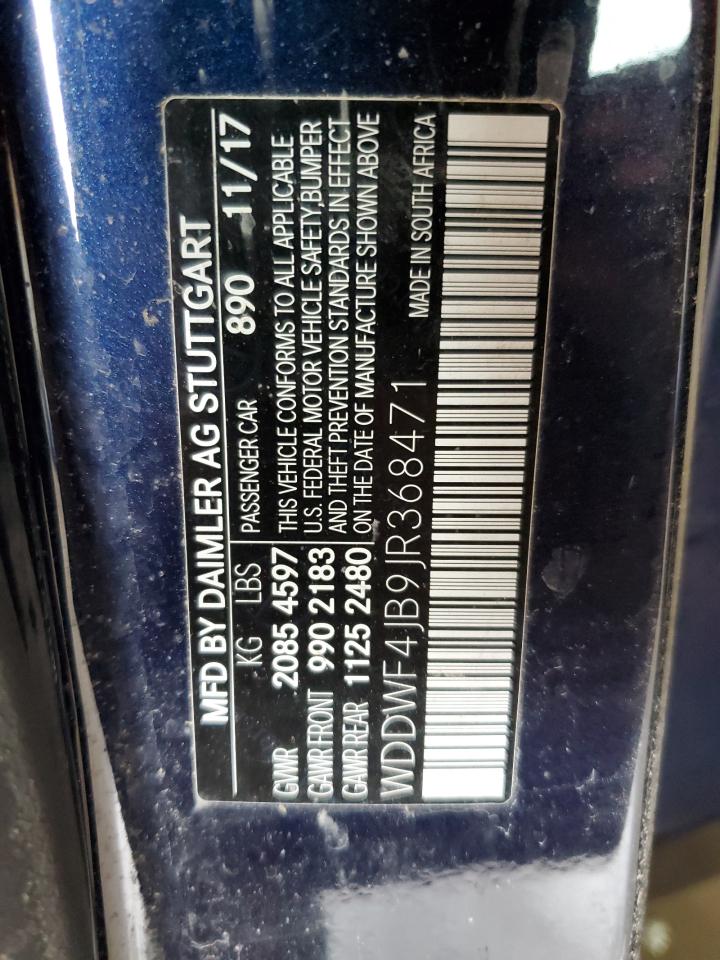 MFD BY DAIMLER AG STUTTGART
KG LBS PASSENGER CAR 890 11/17
GVWR 2085 4597 THIS VEHICLE CONFORMS TO ALL APPLICABLE
GAWR FRONT 990 2183 U.S. FEDERAL MOTOR VEHICLE SAFETY,BUMPER
GAWR REAR 1125 2480 AND THEFT PREVENTION STANDARDS IN EFFECT
ON THE DATE OF MANUFACTURE SHOWN ABOVE
WDDWF4JB9JR368471 MADE IN SOUTH AFRICA